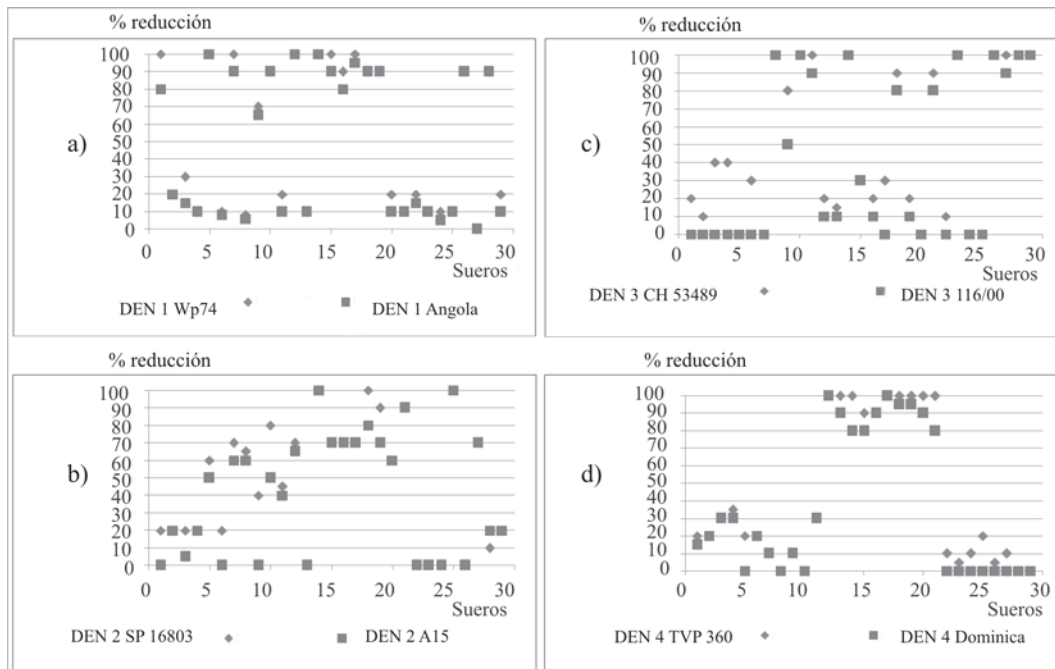 % reducción
a)
100
90
80
70
60
50
40
30
20
10
0
0 5 10 15 20 25 30
Sueros
DEN 1 Wp74 DEN 1 Angola
% reducción
c)
100
90
80
70
60
50
40
30
20
10
0
0 5 10 15 20 25 30
Sueros
DEN 3 CH 53489 DEN 3 116/00
% reducción
b)
100
90
80
70
60
50
40
30
20
10
0
0 5 10 15 20 25 30
Sueros
DEN 2 SP 16803 DEN 2 A15
% reducción
d)
100
90
80
70
60
50
40
30
20
10
0
0 5 10 15 20 25 30
Sueros
DEN 4 TVP 360 DEN 4 Dominica